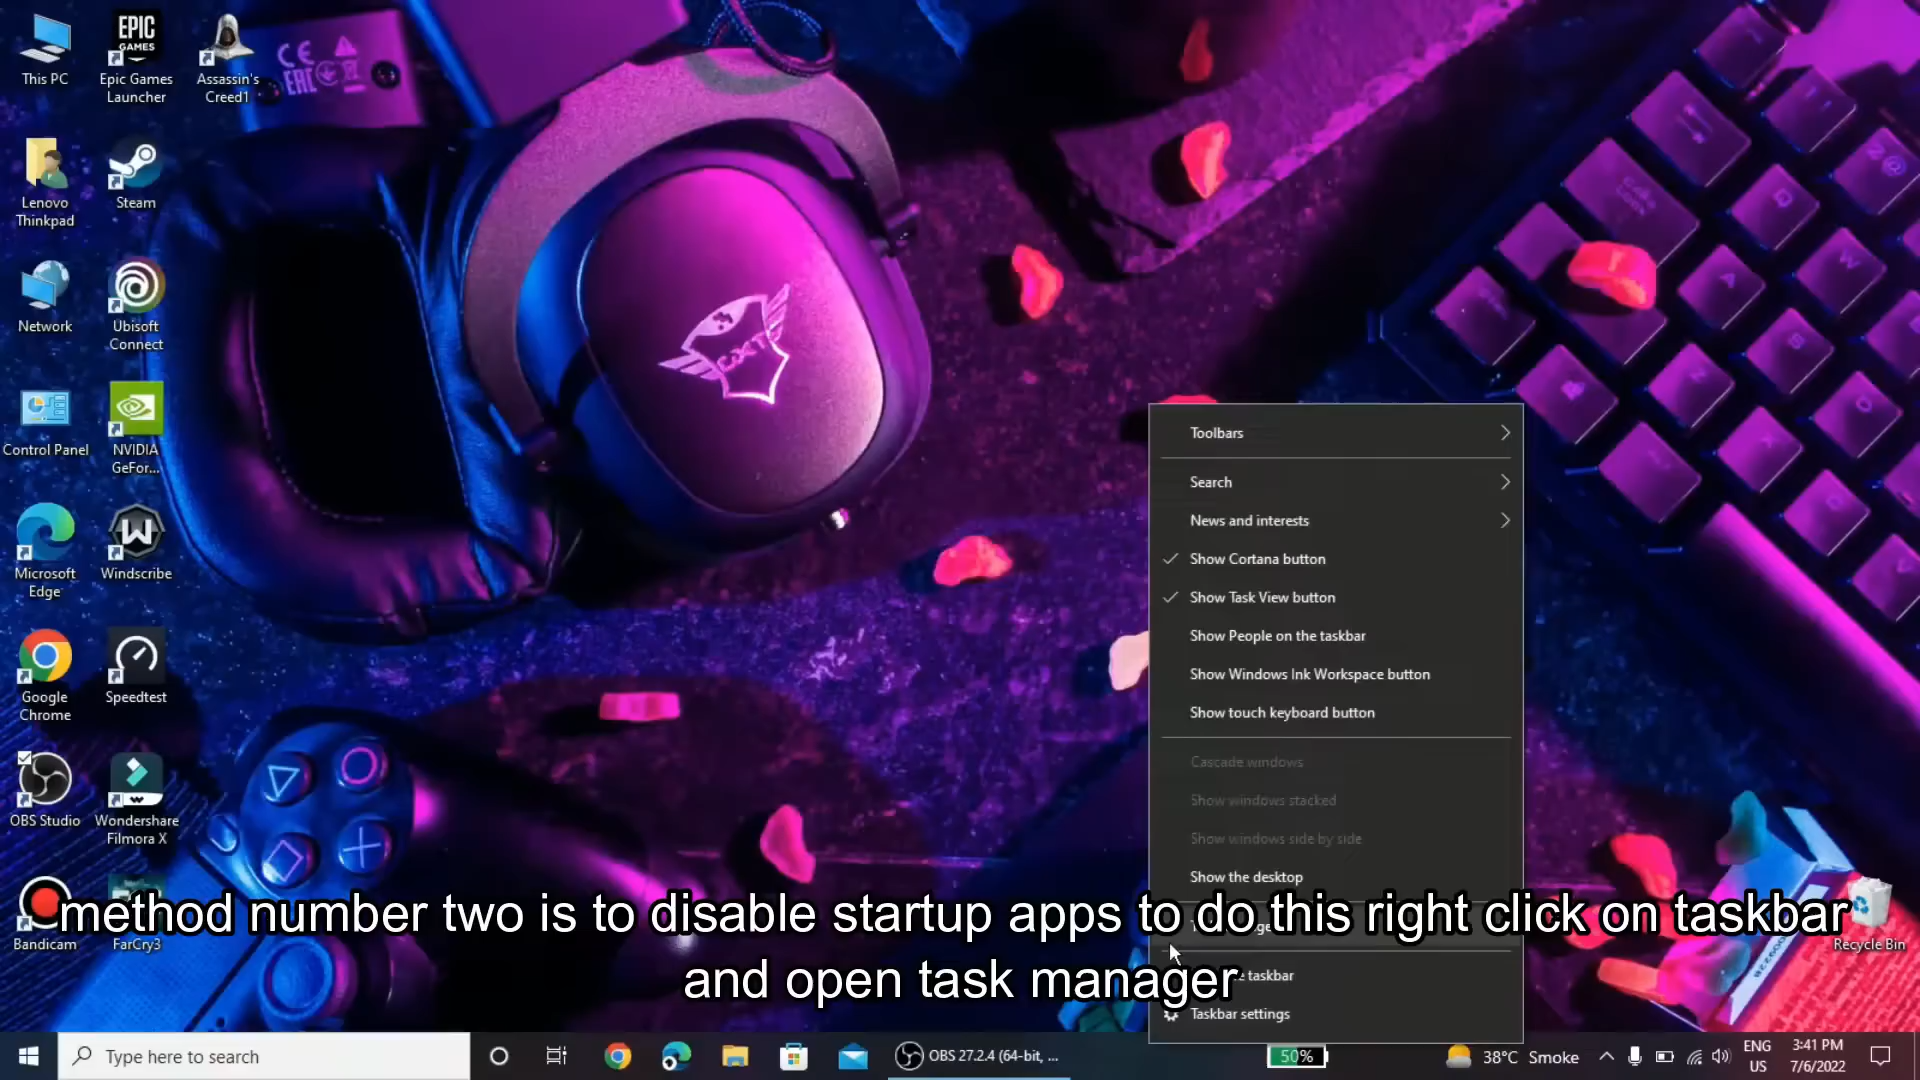 This PC
EPIC
GAMES
Epic Games
Launcher
Assassin's
Creed1
CE
EAC
Lenovo
Thinkpad
Steam
Network
Ubisoft
Connect
Control Panel
NVIDIA
GeFor...
Microsoft
Edge
Windscribe
Google
Chrome
Speedtest
OBS Studio
Wondershare
Filmora X
Bandicam
FarCry3
GXT
Toolbars
Search
News and interests
Show Cortana button
Show Task View button
Show People on the taskbar
Show Windows Ink Workspace button
Show touch keyboard button
Cascade windows
Show windows stacked
Show windows side by side
Show the desktop
taskbar
Taskbar settings
Recycle Bin
method number two is to disable startup apps to do this right click on taskbar
and open task manager
Type here to search
OBS 27.2.4 (64-bit, ...
50%
38°C Smoke
ENG
US
3:41 PM
7/6/2022